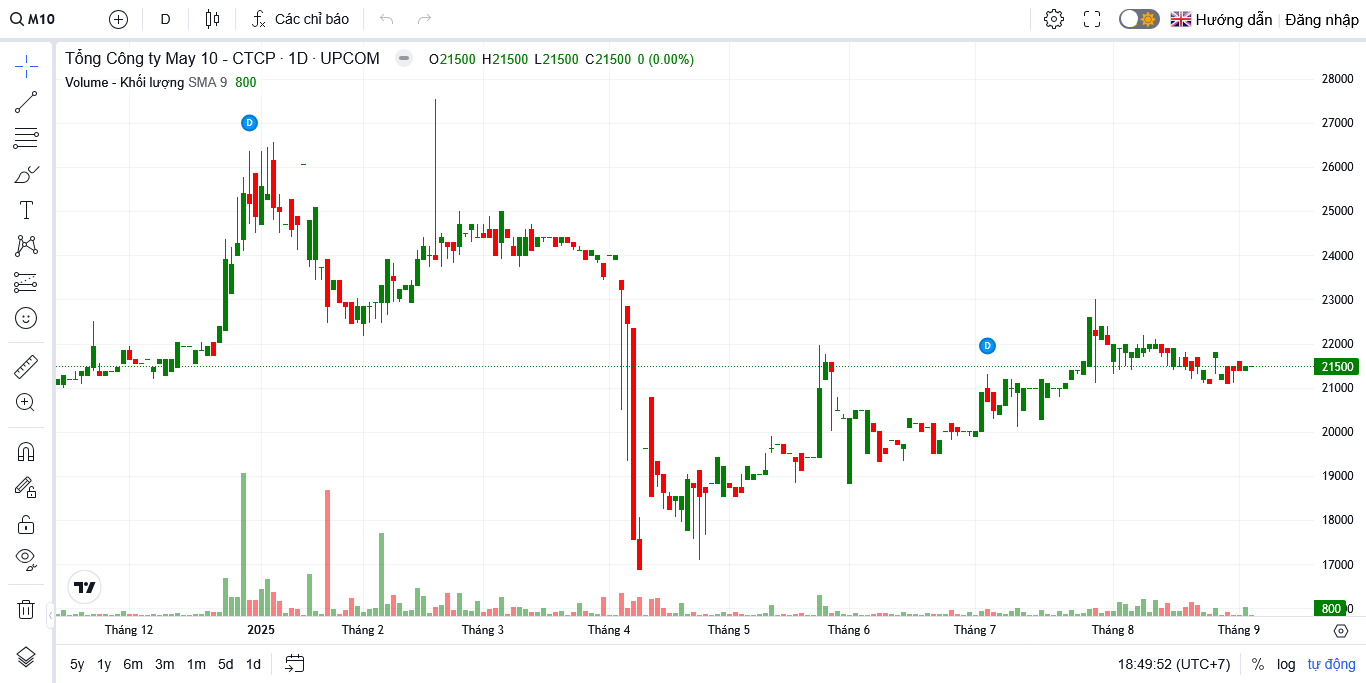 M10 D Các chỉ báo Hướng dẫn Đăng nhập
Tổng Công ty May 10 - CTCP · 1D · UPCOM O21500 H21500 L21500 C21500 0 (0.00%)
Volume - Khối lượng SMA 9 800
D
D
28000
27000
26000
25000
24000
23000
22000
21500
21000
20000
19000
18000
17000
800
Tháng 12 2025 Tháng 2 Tháng 3 Tháng 4 Tháng 5 Tháng 6 Tháng 7 Tháng 8 Tháng 9
5y 1y 6m 3m 1m 5d 1d 18:49:52 (UTC+7) % log tự động